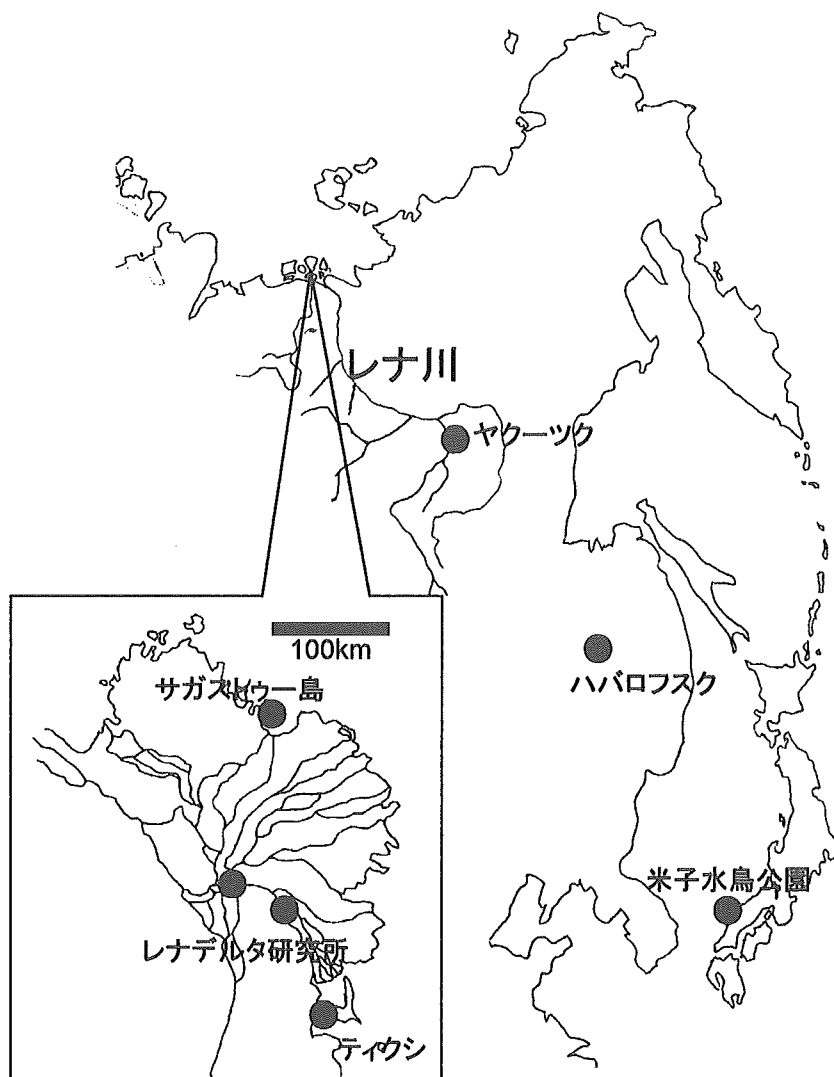 レナ川
ヤクーツク
100km
サガストゥー島
ハバロフスク
米子水鳥公園
レナデルタ研究所
ティクシ